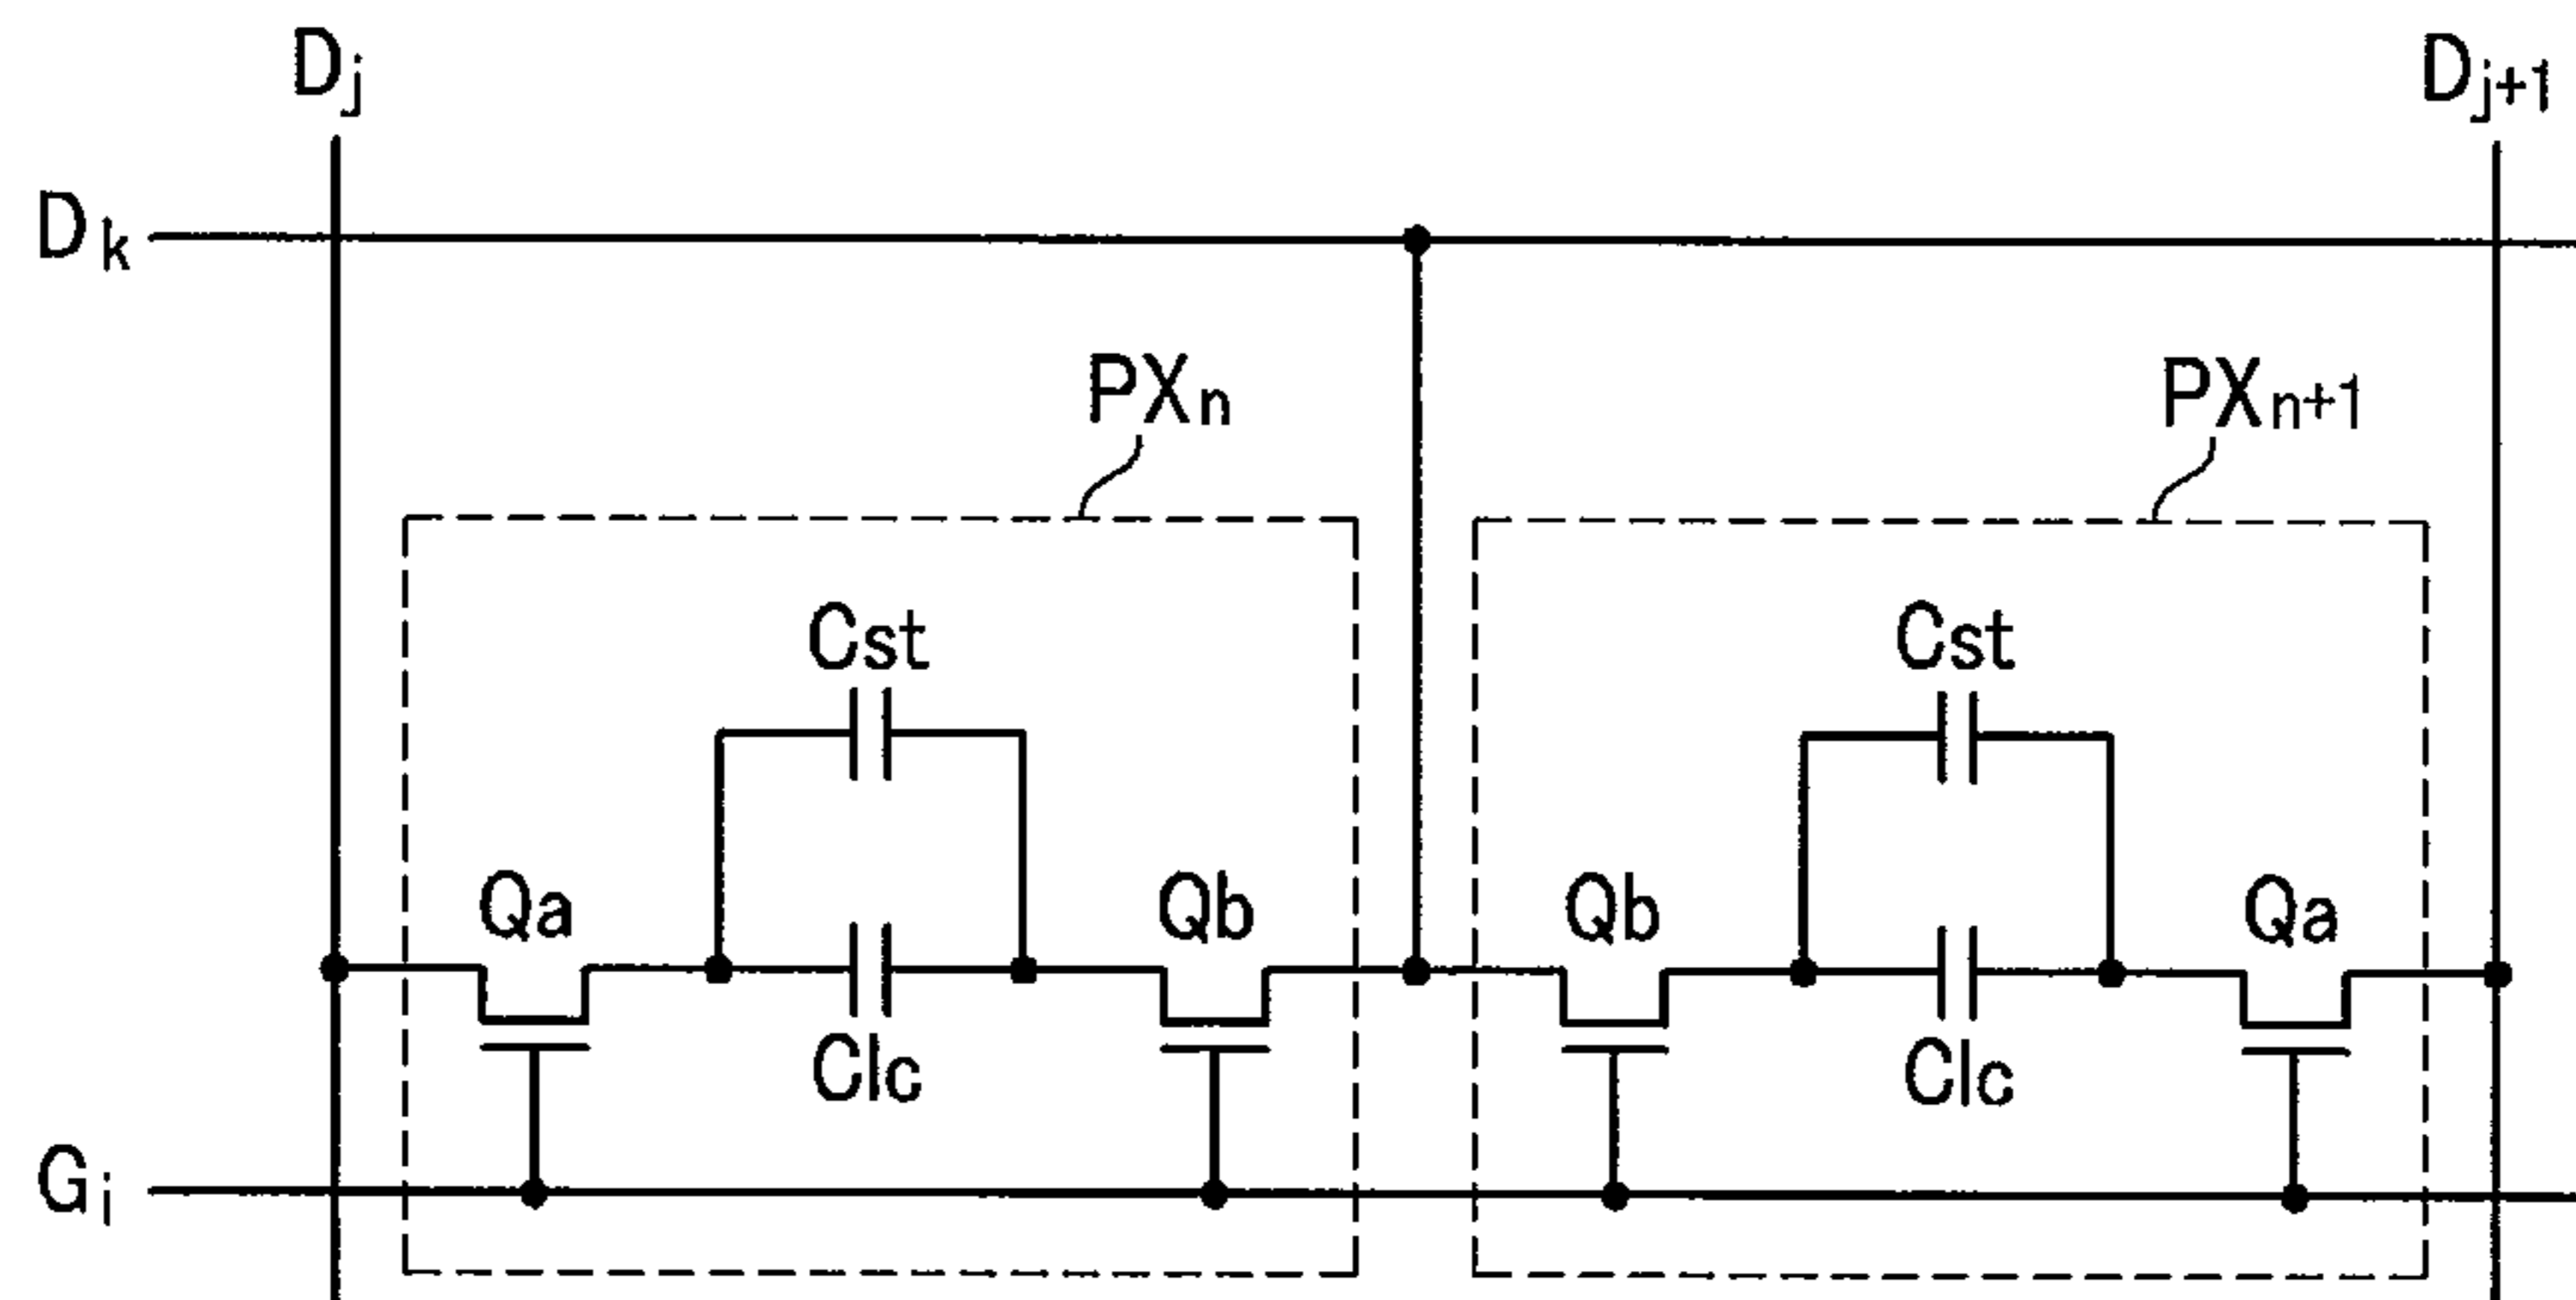 Dj
Dj+1
Dk
PXn
PXn+1
Cst
Cst
Qa
Qb
Qb
Qa
Clc
Clc
Gi